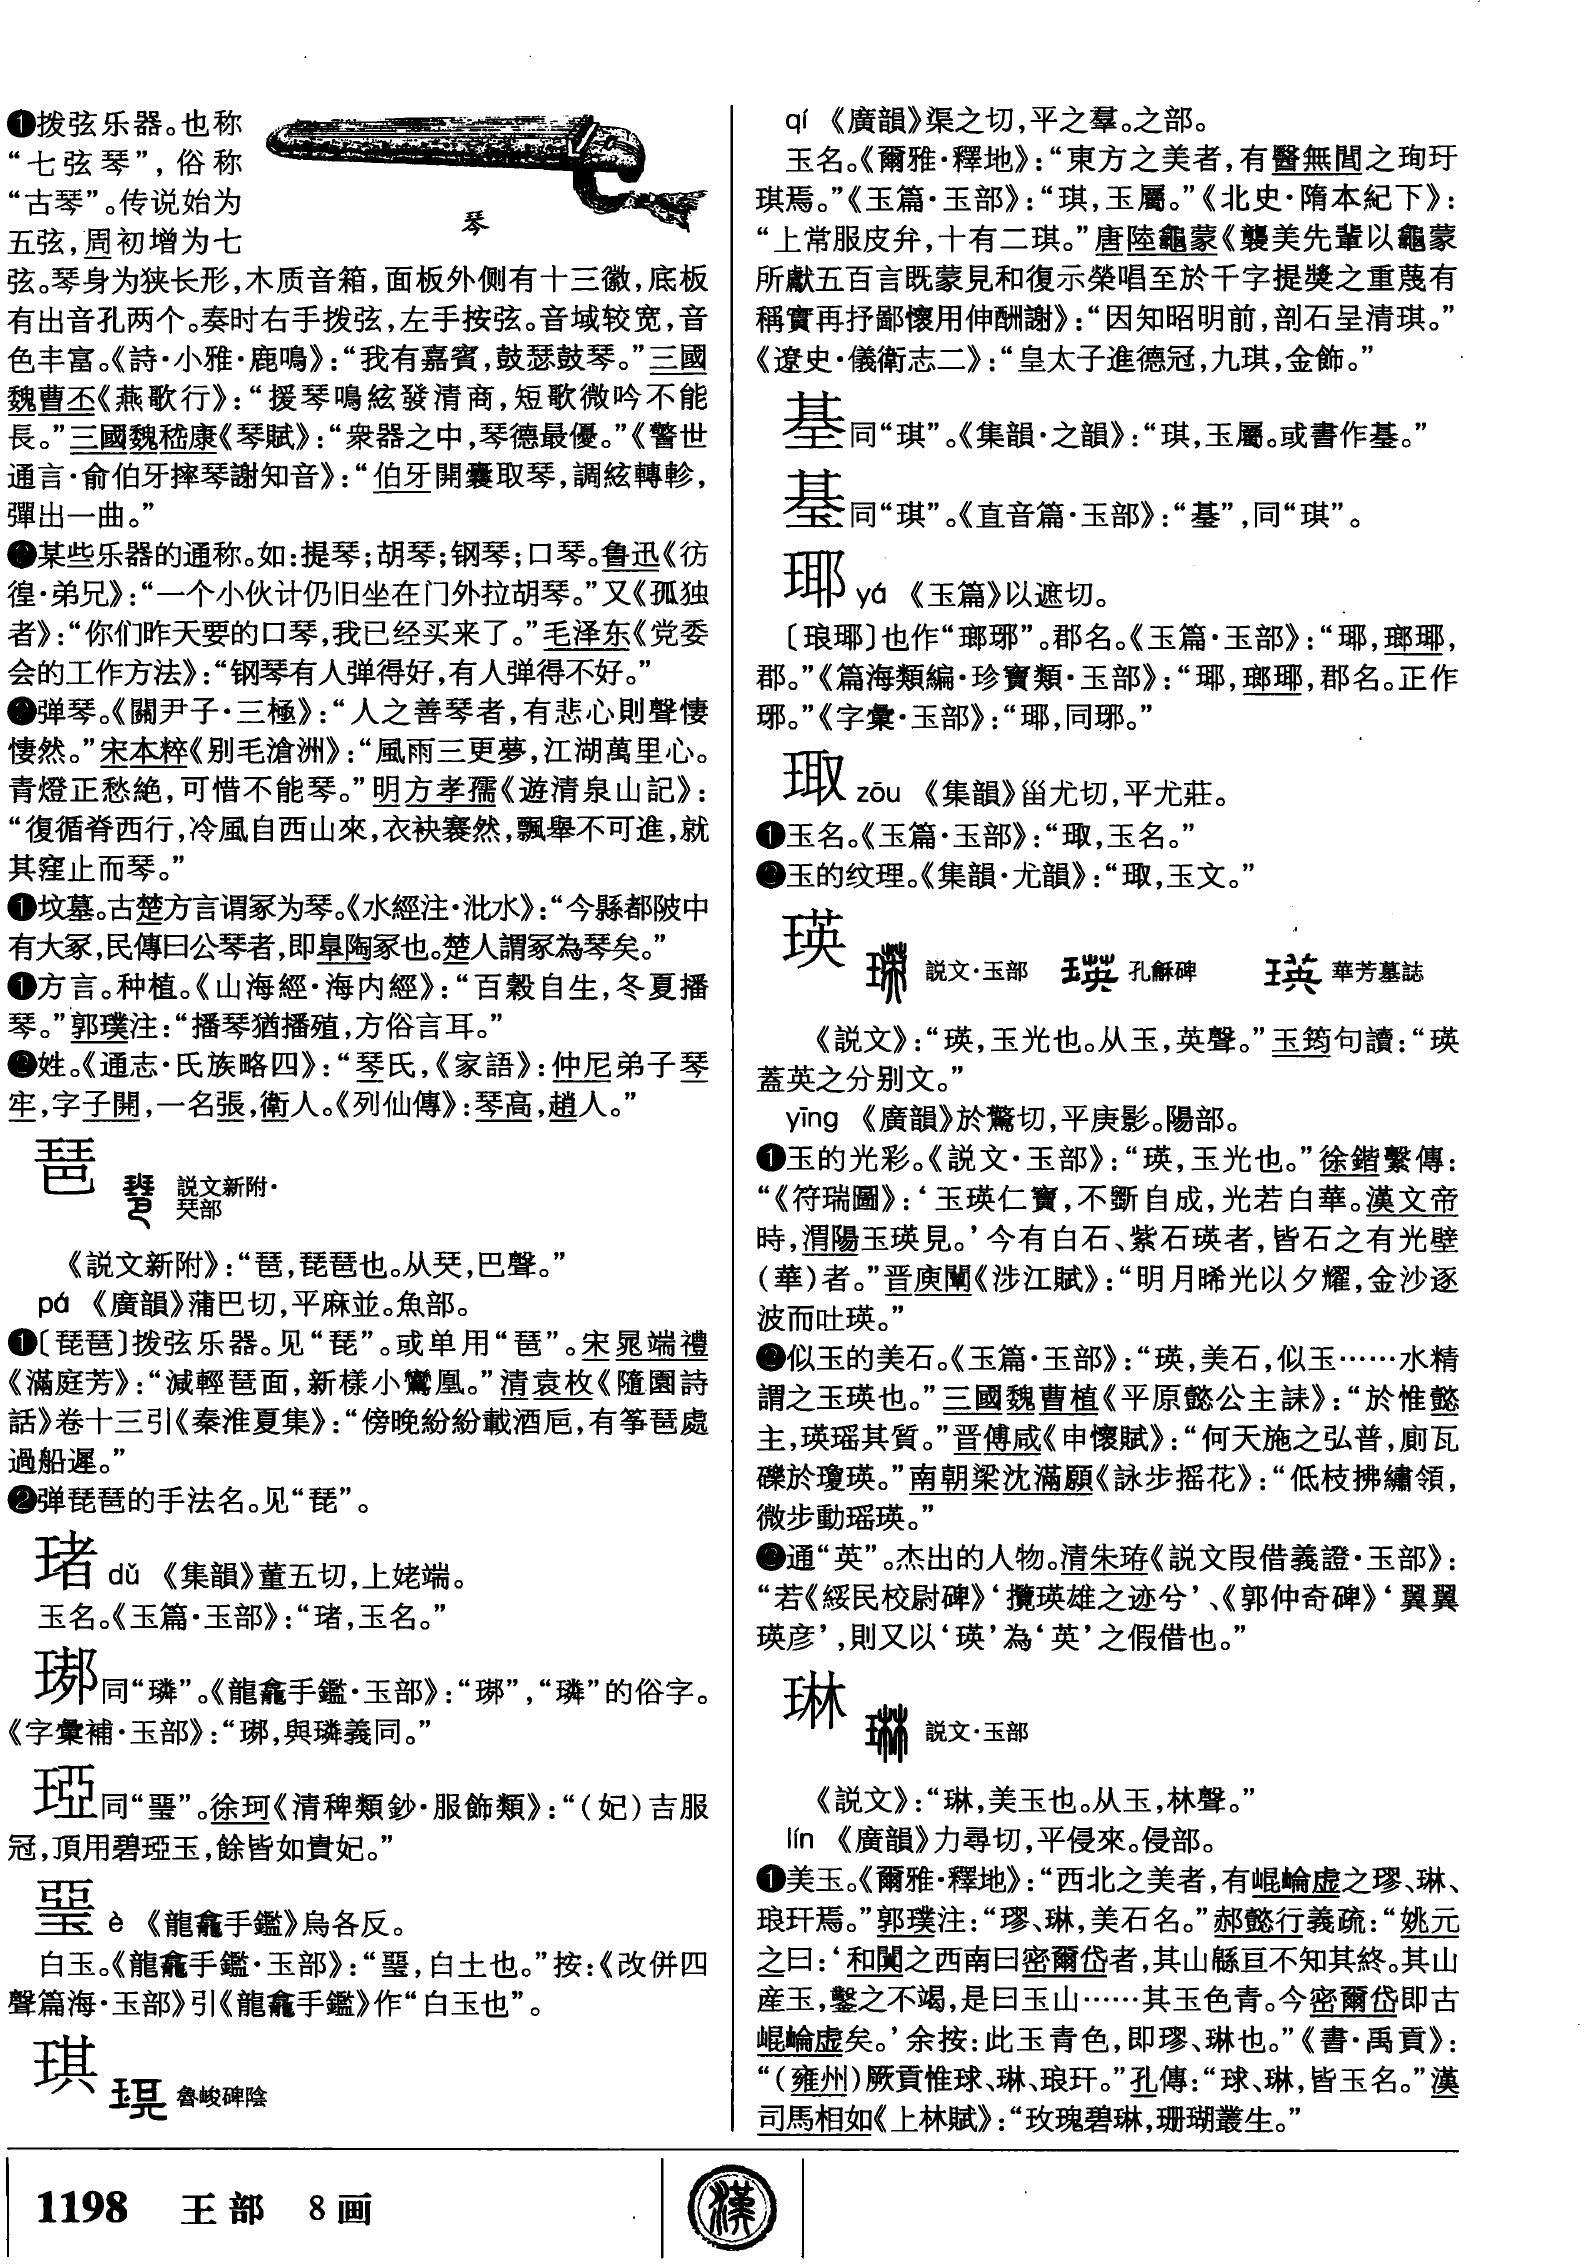 ❶拨弦乐器。也称
“七弦琴”，俗称
“古琴”。传说始为
五弦，周初增为七
琴
弦。琴身为狭长形，木质音箱，面板外侧有十三徽，底板
有出音孔两个。奏时右手拨弦，左手按弦。音域较宽，音
色丰富。《詩·小雅·鹿鳴》：“我有嘉賓，鼓瑟鼓琴。”三國
魏曹丕《燕歌行》：“援琴鳴絃發清商，短歌微吟不能
長。”三國魏嵇康《琴賦》：“衆器之中，琴德最優。”《警世
通言·俞伯牙摔琴謝知音》：“伯牙開囊取琴，調絃轉軫，
彈出一曲。”
❷某些乐器的通称。如：提琴；胡琴；钢琴；口琴。鲁迅《彷
徨·弟兄》：“一个小伙计仍旧坐在门外拉胡琴。”又《孤独
者》：“你们昨天要的口琴，我已经买来了。”毛泽东《党委
会的工作方法》：“钢琴有人弹得好，有人弹得不好。”
弹琴。《關尹子·三極》：“人之善琴者，有悲心則聲悽
悽然。”宋本粹《别毛滄洲》：“風雨三更夢，江湖萬里心。
青燈正愁絶，可惜不能琴。”明方孝孺《遊清泉山記》：
“復循脊西行，冷風自西山來，衣袂褰然，飄舉不可進，就
其窪止而琴。”
❶坟墓。古楚方言谓冢为琴。《水經注·沘水》：“今縣都陂中
有大冢，民傳曰公琴者，即皐陶冢也。楚人謂冢為琴矣。”
❶方言。种植。《山海經·海内經》：“百穀自生，冬夏播
琴。”郭璞注：“播琴猶播殖，方俗言耳。”
❷姓。《通志·氏族略四》：“琴氏，《家語》：仲尼弟子琴
牢，字子開，一名張，衛人。《列仙傳》：琴高，趙人。”
琶 説文新附·
珡部
《説文新附》：“琶，琵琶也。从珡，巴聲。”
pá 《廣韻》蒲巴切，平麻並。魚部。
❶〔琵琶〕拨弦乐器。见“琵”。或单用“琶”。宋晁端禮
《滿庭芳》：“減輕琶面，新樣小鸞凰。”清袁枚《隨園詩
話》卷十三引《秦淮夏集》：“傍晚紛紛載酒巵，有筝琶處
過船遲。”
❷弹琵琶的手法名。见“琵”。
琽 dǔ 《集韻》董五切，上姥端。
玉名。《玉篇·玉部》：“琽，玉名。”
同“璘”。《龍龕手鑑·玉部》：“”，“璘”的俗字。
《字彙補·玉部》：“，與璘義同。”
琧同“㻐”。徐珂《清稗類鈔·服飾類》：“(妃)吉服
冠，頂用碧琧玉，餘皆如貴妃。”
è 《龍龕手鑑》烏各反。
白玉。《龍龕手鑑·玉部》：“，白土也。”按：《改併四
聲篇海·玉部》引《龍龕手鑑》作“白玉也”。
琪 魯峻碑陰
qí 《廣韻》渠之切，平之羣。之部。
玉名。《爾雅·釋地》：“東方之美者，有醫無閭之珣玗
琪焉。”《玉篇·玉部》：“琪，玉屬。”《北史·隋本紀下》：
“上常服皮弁，十有二琪。”唐陸龜蒙《襲美先輩以龜蒙
所獻五百言既蒙見和復示榮唱至於千字提獎之重蔑有
稱實再抒鄙懷用伸酬謝》：“因知昭明前，剖石呈清琪。”
《遼史·儀衛志二》：“皇太子進德冠，九琪，金飾。”
同“琪”。《集韻·之韻》：“琪，玉屬。或書作。”
同“琪”。《直音篇·玉部》：“”，同“琪”。
瑘 yá 《玉篇》以遮切。
〔琅瑘〕也作“瑯琊”。郡名。《玉篇·玉部》：“瑘，瑯瑘，
郡。”《篇海類編·珍寶類·玉部》：“瑘，瑯瑘，郡名。正作
琊。”《字彙·玉部》：“瑘，同琊。”
㻓 zōu 《集韻》甾尤切，平尤莊。
❶玉名。《玉篇·玉部》：“㻓，玉名。”
❷玉的纹理。《集韻·尤韻》：“㻓，玉文。”
瑛 説文·玉部 孔龢碑 華芳墓誌
《説文》：“瑛，玉光也。从玉，英聲。”王筠句讀：“瑛
蓋英之分别文。”
yīng 《廣韻》於驚切，平庚影。陽部。
❶玉的光彩。《説文·玉部》：“瑛，玉光也。”徐鍇繫傳：
“《符瑞圖》：‘玉瑛仁寶，不斲自成，光若白華。漢文帝
時，渭陽玉瑛見。’今有白石、紫石瑛者，皆石之有光壁
(華)者。”晋庾闡《涉江賦》：“明月晞光以夕耀，金沙逐
波而吐瑛。”
❷似玉的美石。《玉篇·玉部》：“瑛，美石，似玉……水精
謂之玉瑛也。”三國魏曹植《平原懿公主誄》：“於惟懿
主，瑛瑶其質。”晋傅咸《申懷賦》：“何天施之弘普，廁瓦
礫於瓊瑛。”南朝梁沈滿願《詠步摇花》：“低枝拂繡領，
微步動瑶瑛。”
通“英”。杰出的人物。清朱珔《説文叚借義證·玉部》：
“若《綏民校尉碑》‘攬瑛雄之迹兮’、《郭仲奇碑》‘翼翼
瑛彦’，則又以‘瑛’為‘英’之假借也。”
琳 説文·玉部
《説文》：“琳，美玉也。从玉，林聲。”
lín 《廣韻》力尋切，平侵來。侵部。
❶美玉。《爾雅·釋地》：“西北之美者，有崐崘虚之璆、琳、
琅玕焉。”郭璞注：“璆、琳，美石名。”郝懿行義疏：“姚元
之曰：‘和闐之西南曰密爾岱者，其山緜亘不知其終。其山
産玉，鑿之不竭，是曰玉山……其玉色青。今密爾岱即古
崐崘虚矣。’余按：此玉青色，即璆、琳也。”《書·禹貢》：
“(雍州)厥貢惟球、琳、琅玕。”孔傳：“球、琳，皆玉名。”漢
司馬相如《上林賦》：“玫瑰碧琳，珊瑚叢生。”
1198 王部 8画
漢